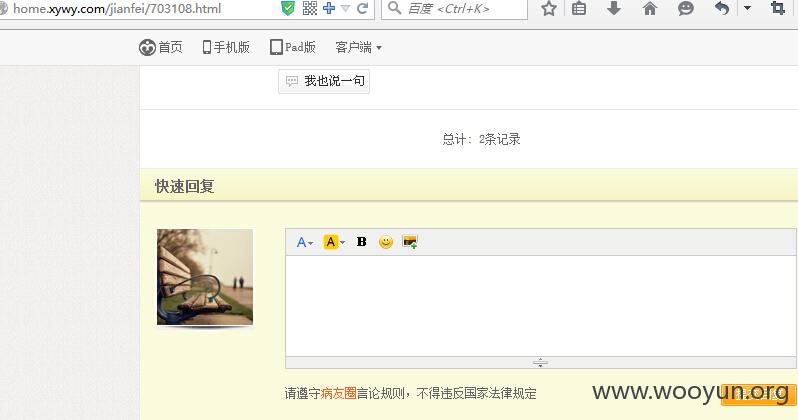 home.xywy.com/jianfei/703108.html
百度 <Ctrl+K>
首页 手机版 Pad版 客户端
我也说一句
总计: 2条记录
快速回复
A A B
请遵守病友圈言论规则，不得违反国家法律规定
www.wooyun.org